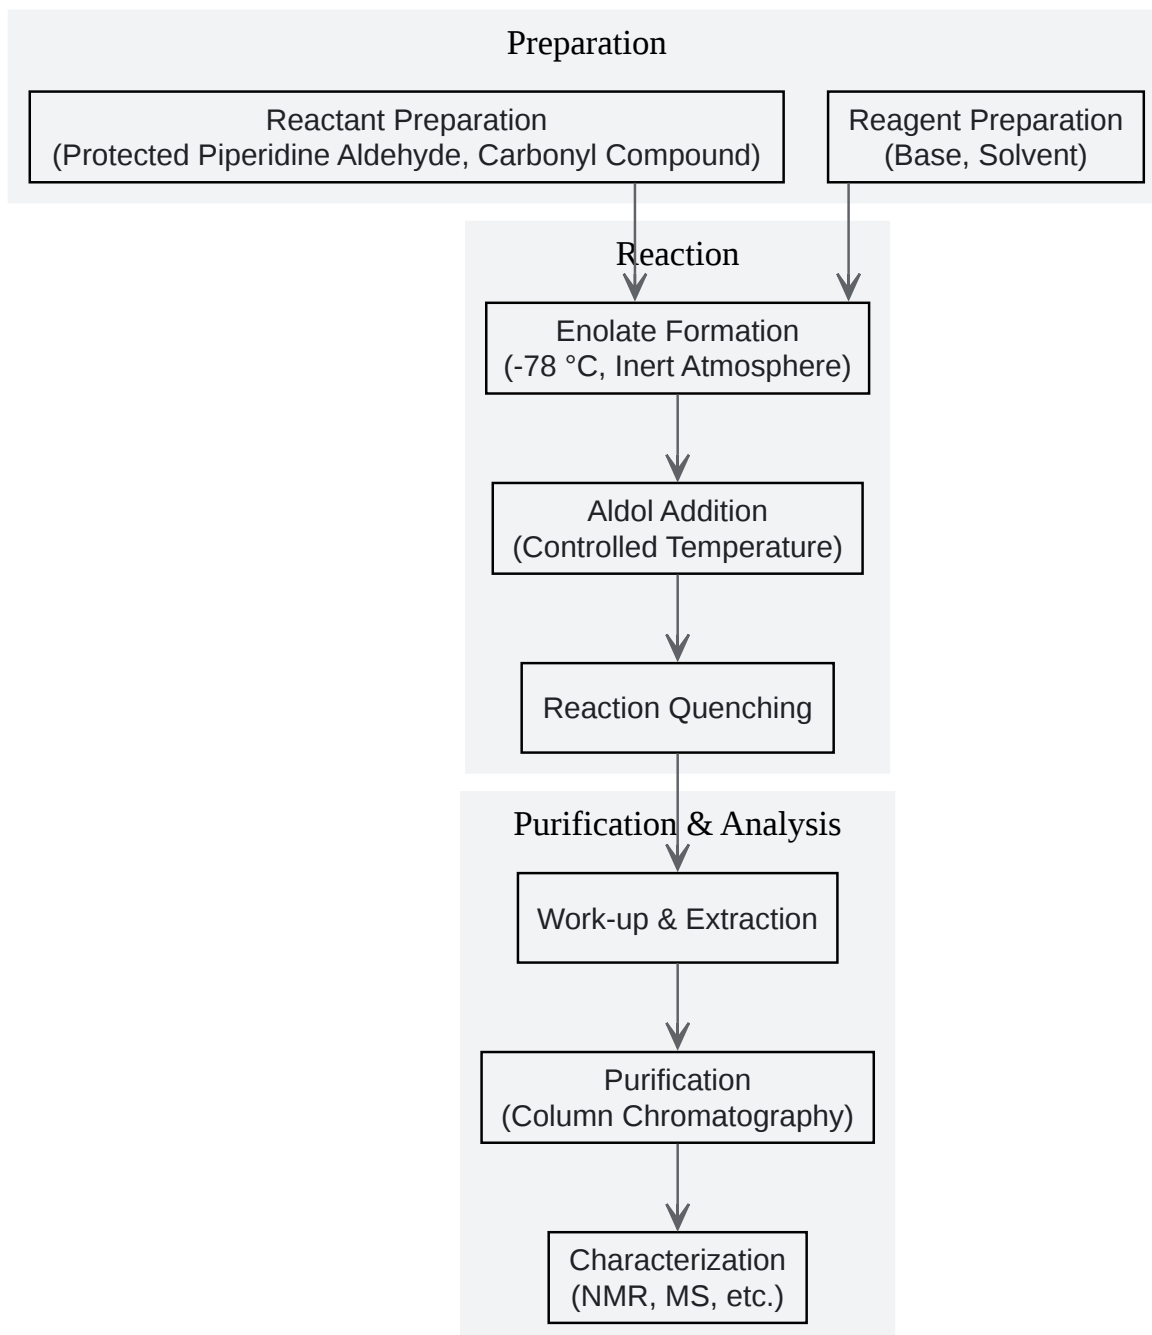 Preparation
Reactant Preparation
(Protected Piperidine Aldehyde, Carbonyl Compound)
Reagent Preparation
(Base, Solvent)
Reaction
Enolate Formation
(-78 °C, Inert Atmosphere)
Aldol Addition
(Controlled Temperature)
Reaction Quenching
Purification & Analysis
Work-up & Extraction
Purification
(Column Chromatography)
Characterization
(NMR, MS, etc.)